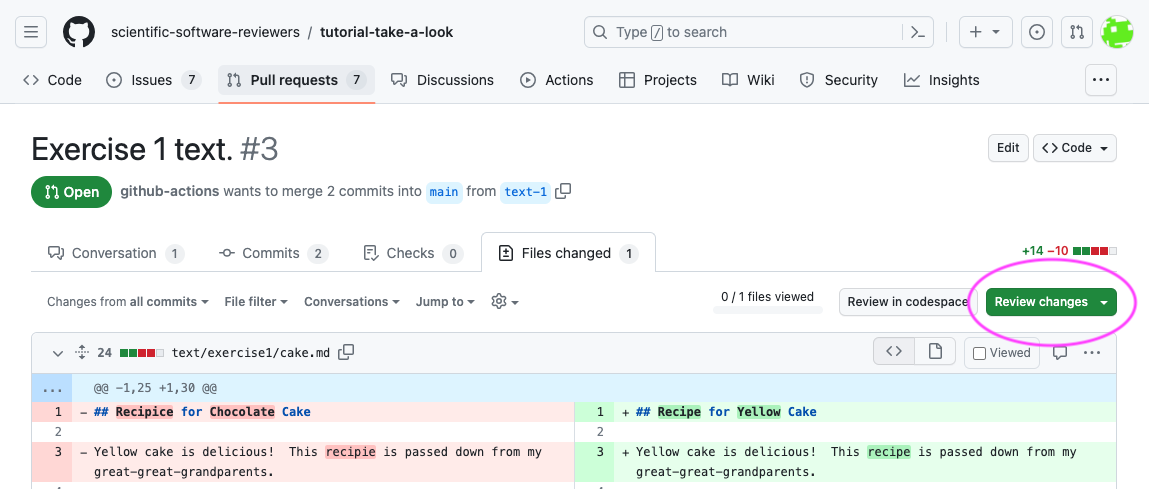 scientific-software-reviewers / tutorial-take-a-look
Type / to search
Code Issues 7 Pull requests 7 Discussions Actions Projects Wiki Security Insights
Exercise 1 text. #3
Edit <> Code
Open github-actions wants to merge 2 commits into main from text-1
Conversation 1 Commits 2 Checks 0 Files changed 1
+14 −10
Changes from all commits File filter Conversations Jump to
0 / 1 files viewed
Review in codespace
Review changes
24 text/exercise1/cake.md
Viewed
... @@ -1,25 +1,30 @@
1 - ## Recipice for Chocolate Cake
1 + ## Recipe for Yellow Cake
2
2
3 - Yellow cake is delicious!  This recipie is passed down from my
great-great-grandparents.
3 + Yellow cake is delicious!  This recipe is passed down from my
great-great-grandparents.